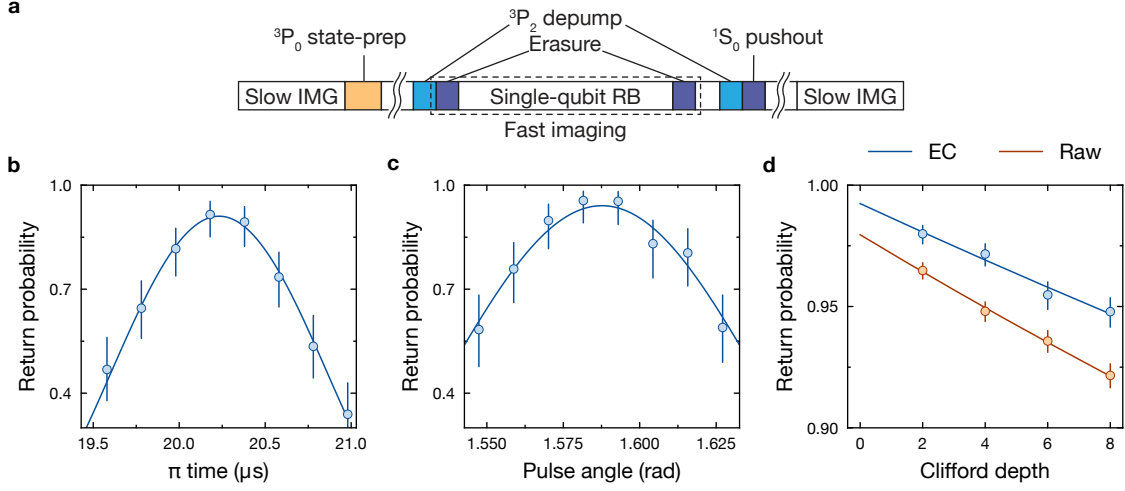 a
³P₂ depump
³P₀ state-prep
Erasure
¹S₀ pushout
Slow IMG
Single-qubit RB
Slow IMG
Fast imaging
b
c
d
EC
Raw
Return probability
1.0
0.7
0.4
19.5
20.0
20.5
21.0
π time (µs)
Return probability
1.0
0.7
0.4
1.550
1.575
1.600
1.625
Pulse angle (rad)
Return probability
1.00
0.95
0.90
0
2
4
6
8
Clifford depth